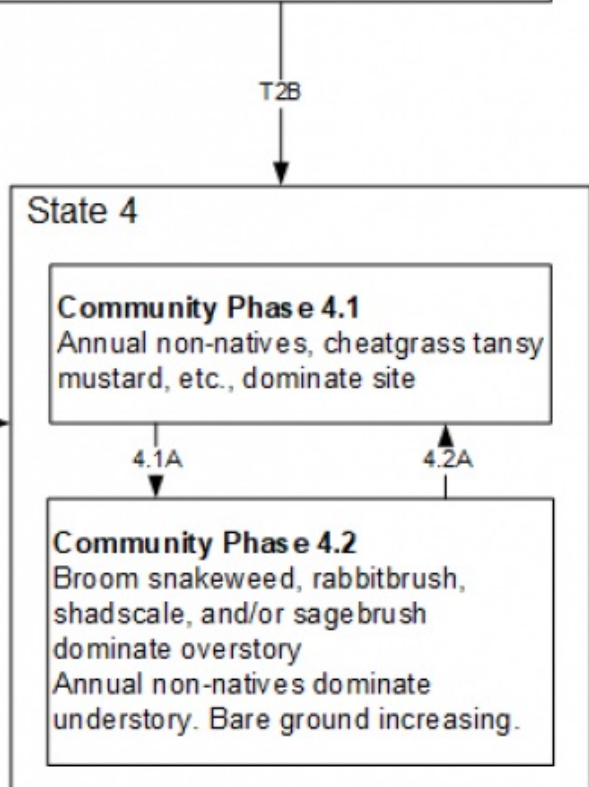 T2B
State 4
Community Phase 4.1
Annual non-natives, cheatgrass tansy
mustard, etc., dominate site
4.1A
4.2A
Community Phase 4.2
Broom snakeweed, rabbitbrush,
shadscale, and/or sagebrush
dominate overstory
Annual non-natives dominate
understory. Bare ground increasing.